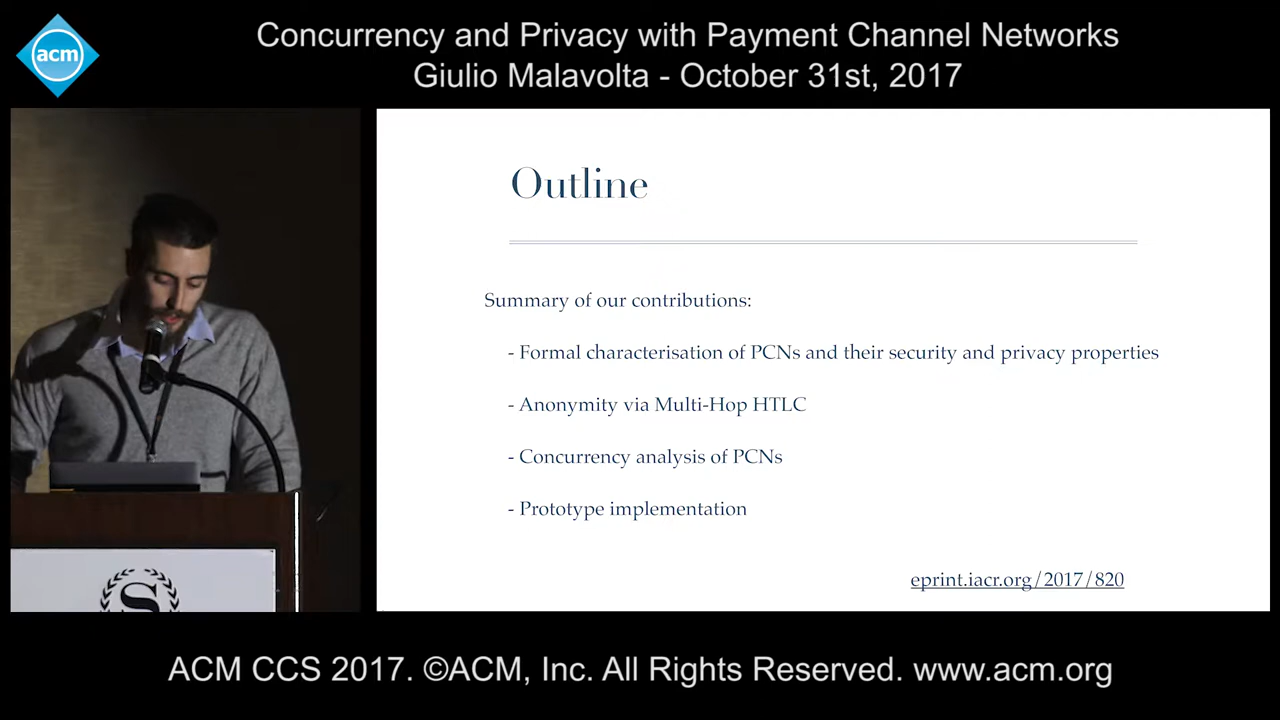 acm
Concurrency and Privacy with Payment Channel Networks
Giulio Malavolta - October 31st, 2017
Outline
Summary of our contributions:
- Formal characterisation of PCNs and their security and privacy properties
- Anonymity via Multi-Hop HTLC
- Concurrency analysis of PCNs
- Prototype implementation
eprint.iacr.org/2017/820
S
ACM CCS 2017. ©ACM, Inc. All Rights Reserved. www.acm.org